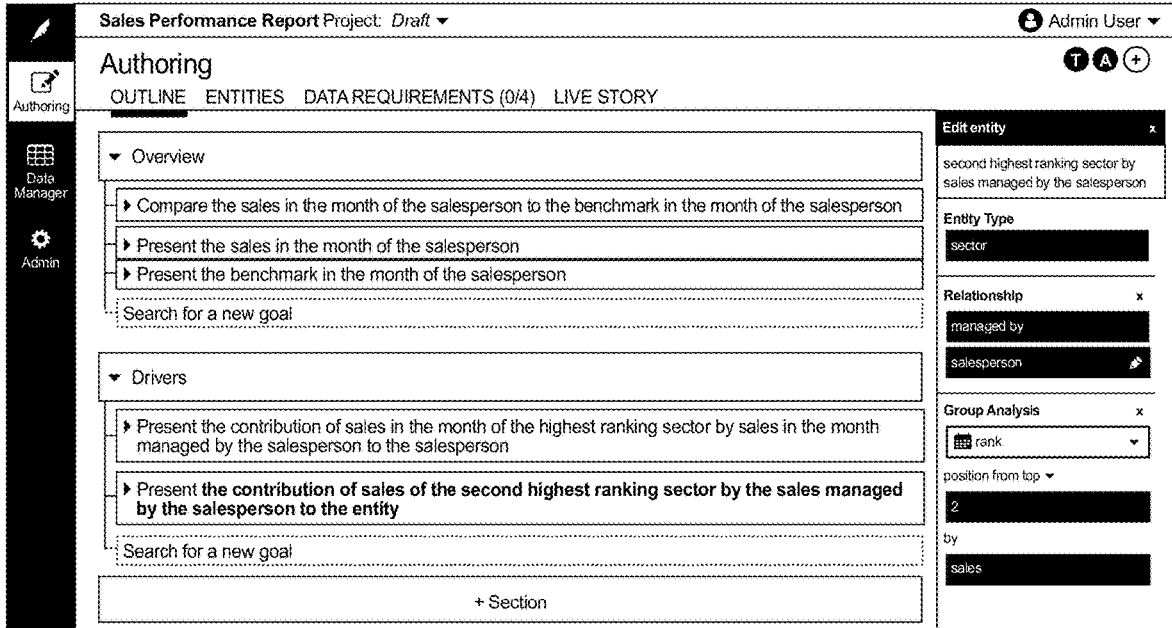 Sales Performance Report Project: Draft
Admin User
Authoring
T A +
OUTLINE ENTITIES DATA REQUIREMENTS (0/4) LIVE STORY
Authoring
Data
Manager
Admin
Overview
Compare the sales in the month of the salesperson to the benchmark in the month of the salesperson
Present the sales in the month of the salesperson
Present the benchmark in the month of the salesperson
Search for a new goal
Drivers
Present the contribution of sales in the month of the highest ranking sector by sales in the month
managed by the salesperson to the salesperson
Present the contribution of sales of the second highest ranking sector by the sales managed
by the salesperson to the entity
Search for a new goal
+ Section
Edit entity x
second highest ranking sector by
sales managed by the salesperson
Entity Type
sector
Relationship x
managed by
salesperson
Group Analysis x
rank
position from top
2
by
sales